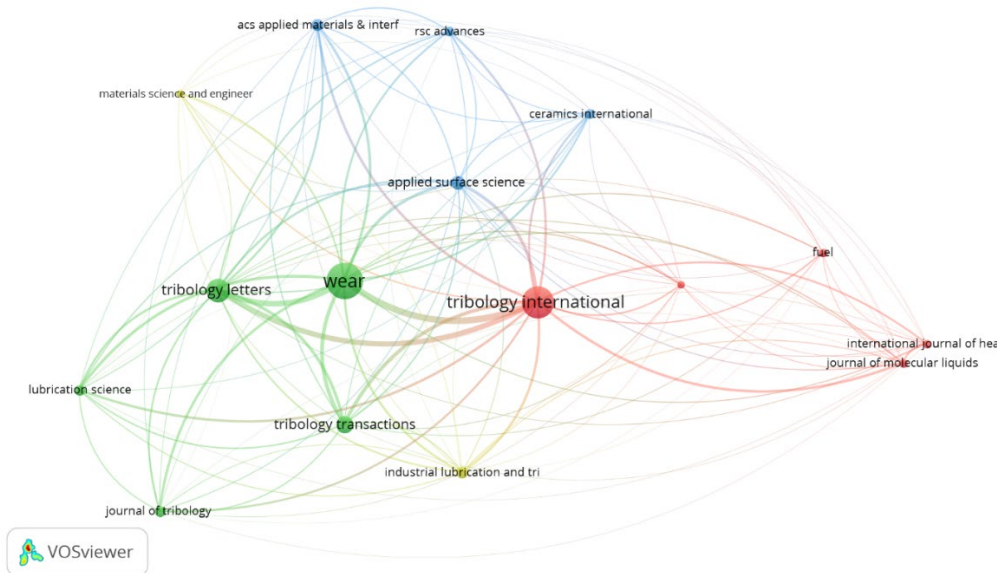 acs applied materials & interf
rsc advances
materials science and engineer
ceramics international
applied surface science
fuel
wear
tribology letters
tribology international
international journal of hea
journal of molecular liquids
lubrication science
tribology transactions
industrial lubrication and tri
journal of tribology
VOSviewer